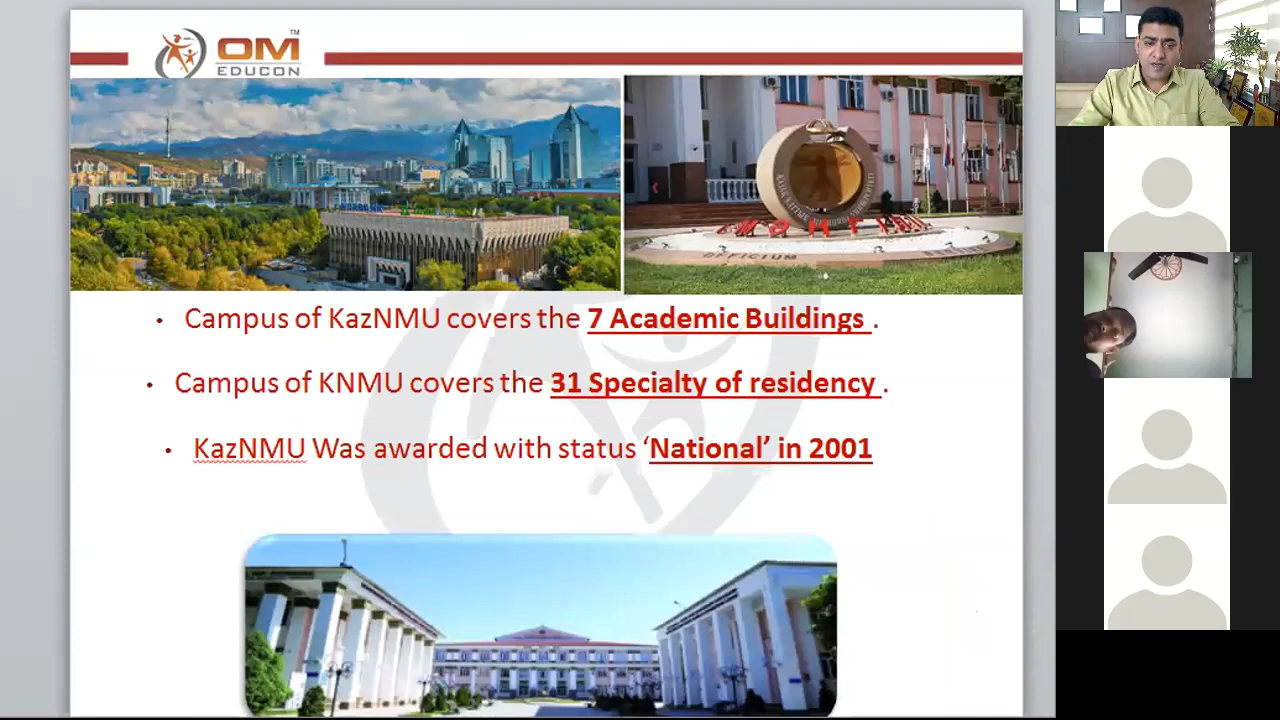 TM
OM
EDUCON
OFFICIUM
• Campus of KazNMU covers the 7 Academic Buildings .
• Campus of KNMU covers the 31 Specialty of residency .
• KazNMU Was awarded with status ‘National’ in 2001